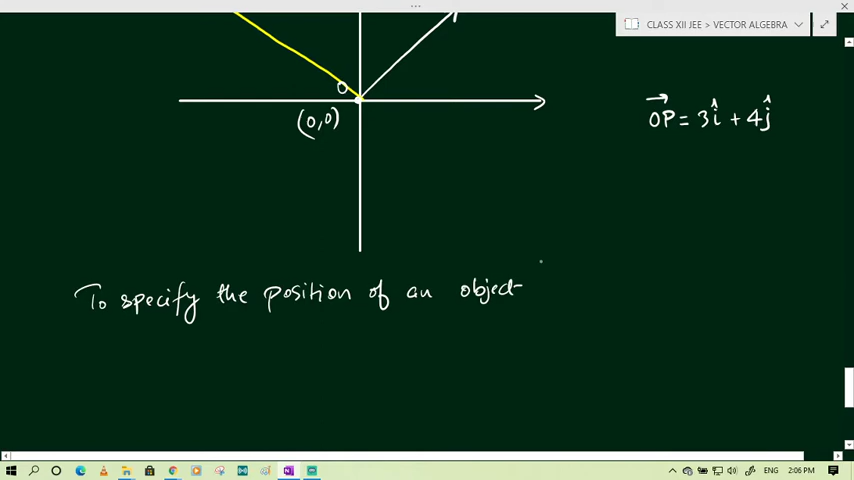 CLASS XII JEE > VECTOR ALGEBRA
O
(0,0)
OP = 3î + 4ĵ
To specify the position of an object
ENG
2:06 PM